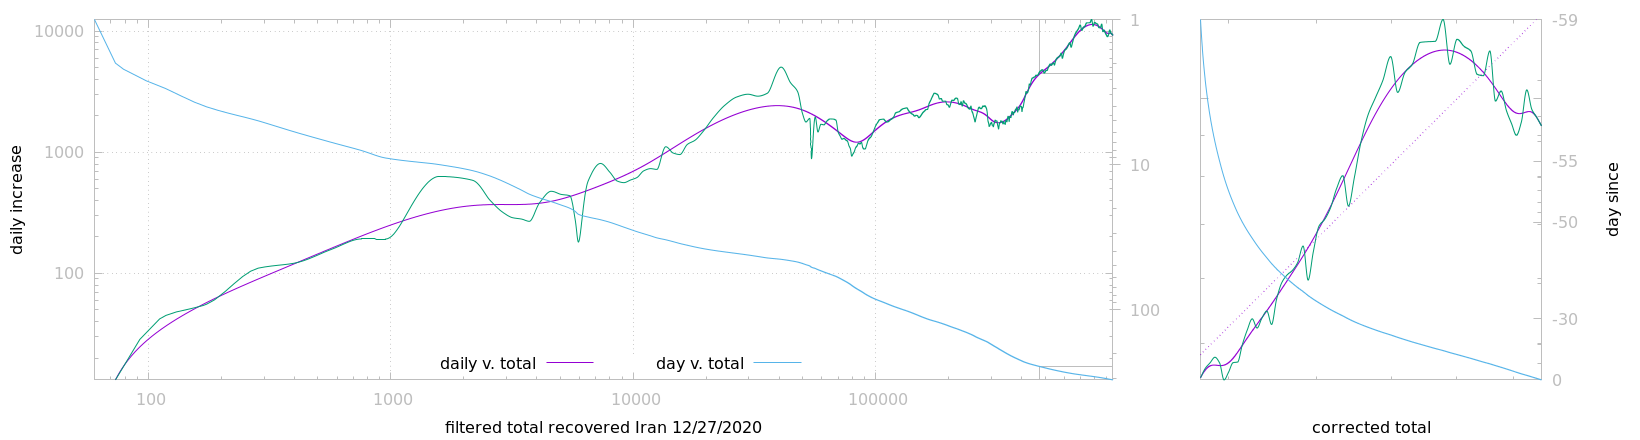 10000
1000
100
daily increase
100
1000
10000
100000
1
10
100
daily v. total
day v. total
filtered total recovered Iran 12/27/2020
-59
-55
-50
-30
0
day since
corrected total